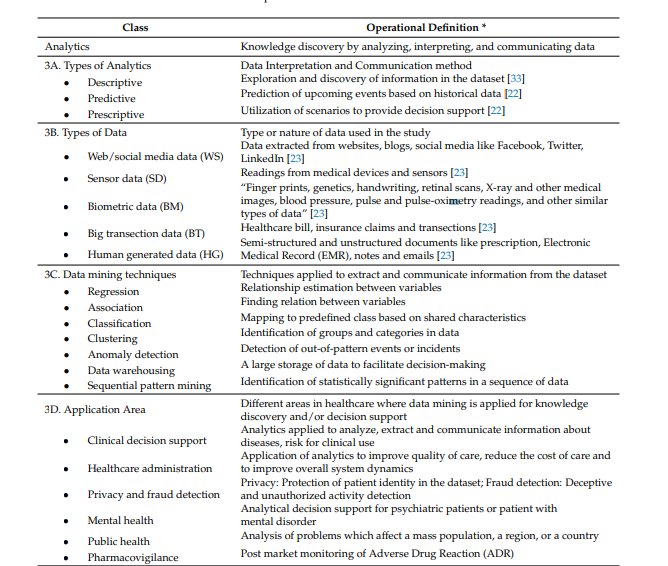 Class Operational Definition *
Analytics Knowledge discovery by analyzing, interpreting, and communicating data
3A. Types of Analytics Data Interpretation and Communication method
• Descriptive Exploration and discovery of information in the dataset [33]
• Predictive Prediction of upcoming events based on historical data [22]
• Prescriptive Utilization of scenarios to provide decision support [22]
3B. Types of Data Type or nature of data used in the study
• Web/social media data (WS) Data extracted from websites, blogs, social media like Facebook, Twitter,
LinkedIn [23]
• Sensor data (SD) Readings from medical devices and sensors [23]
• Biometric data (BM) "Finger prints, genetics, handwriting, retinal scans, X-ray and other medical
images, blood pressure, pulse and pulse-oximetry readings, and other similar
types of data" [23]
• Big transection data (BT) Healthcare bill, insurance claims and transections [23]
• Human generated data (HG) Semi-structured and unstructured documents like prescription, Electronic
Medical Record (EMR), notes and emails [23]
3C. Data mining techniques Techniques applied to extract and communicate information from the dataset
• Regression Relationship estimation between variables
• Association Finding relation between variables
• Classification Mapping to predefined class based on shared characteristics
• Clustering Identification of groups and categories in data
• Anomaly detection Detection of out-of-pattern events or incidents
• Data warehousing A large storage of data to facilitate decision-making
• Sequential pattern mining Identification of statistically significant patterns in a sequence of data
3D. Application Area Different areas in healthcare where data mining is applied for knowledge
discovery and/or decision support
• Clinical decision support Analytics applied to analyze, extract and communicate information about
diseases, risk for clinical use
• Healthcare administration Application of analytics to improve quality of care, reduce the cost of care and
to improve overall system dynamics
• Privacy and fraud detection Privacy: Protection of patient identity in the dataset; Fraud detection: Deceptive
and unauthorized activity detection
• Mental health Analytical decision support for psychiatric patients or patient with
mental disorder
• Public health Analysis of problems which affect a mass population, a region, or a country
• Pharmacovigilance Post market monitoring of Adverse Drug Reaction (ADR)